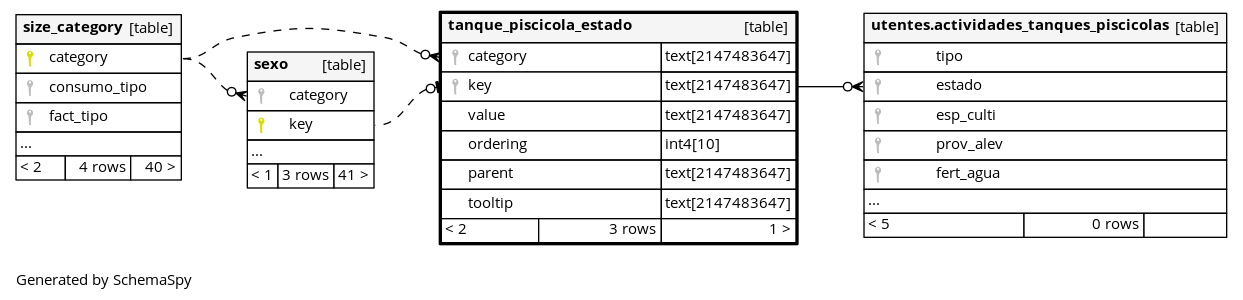 size_category [table]
category
consumo_tipo
fact_tipo
...
< 2 4 rows 40 >
sexo [table]
category
key
...
< 1 3 rows 41 >
tanque_piscicola_estado [table]
category text[2147483647]
key text[2147483647]
value text[2147483647]
ordering int4[10]
parent text[2147483647]
tooltip text[2147483647]
< 2 3 rows 1 >
utentes.actividades_tanques_piscicolas [table]
tipo
estado
esp_culti
prov_alev
fert_agua
...
< 5 0 rows
Generated by SchemaSpy